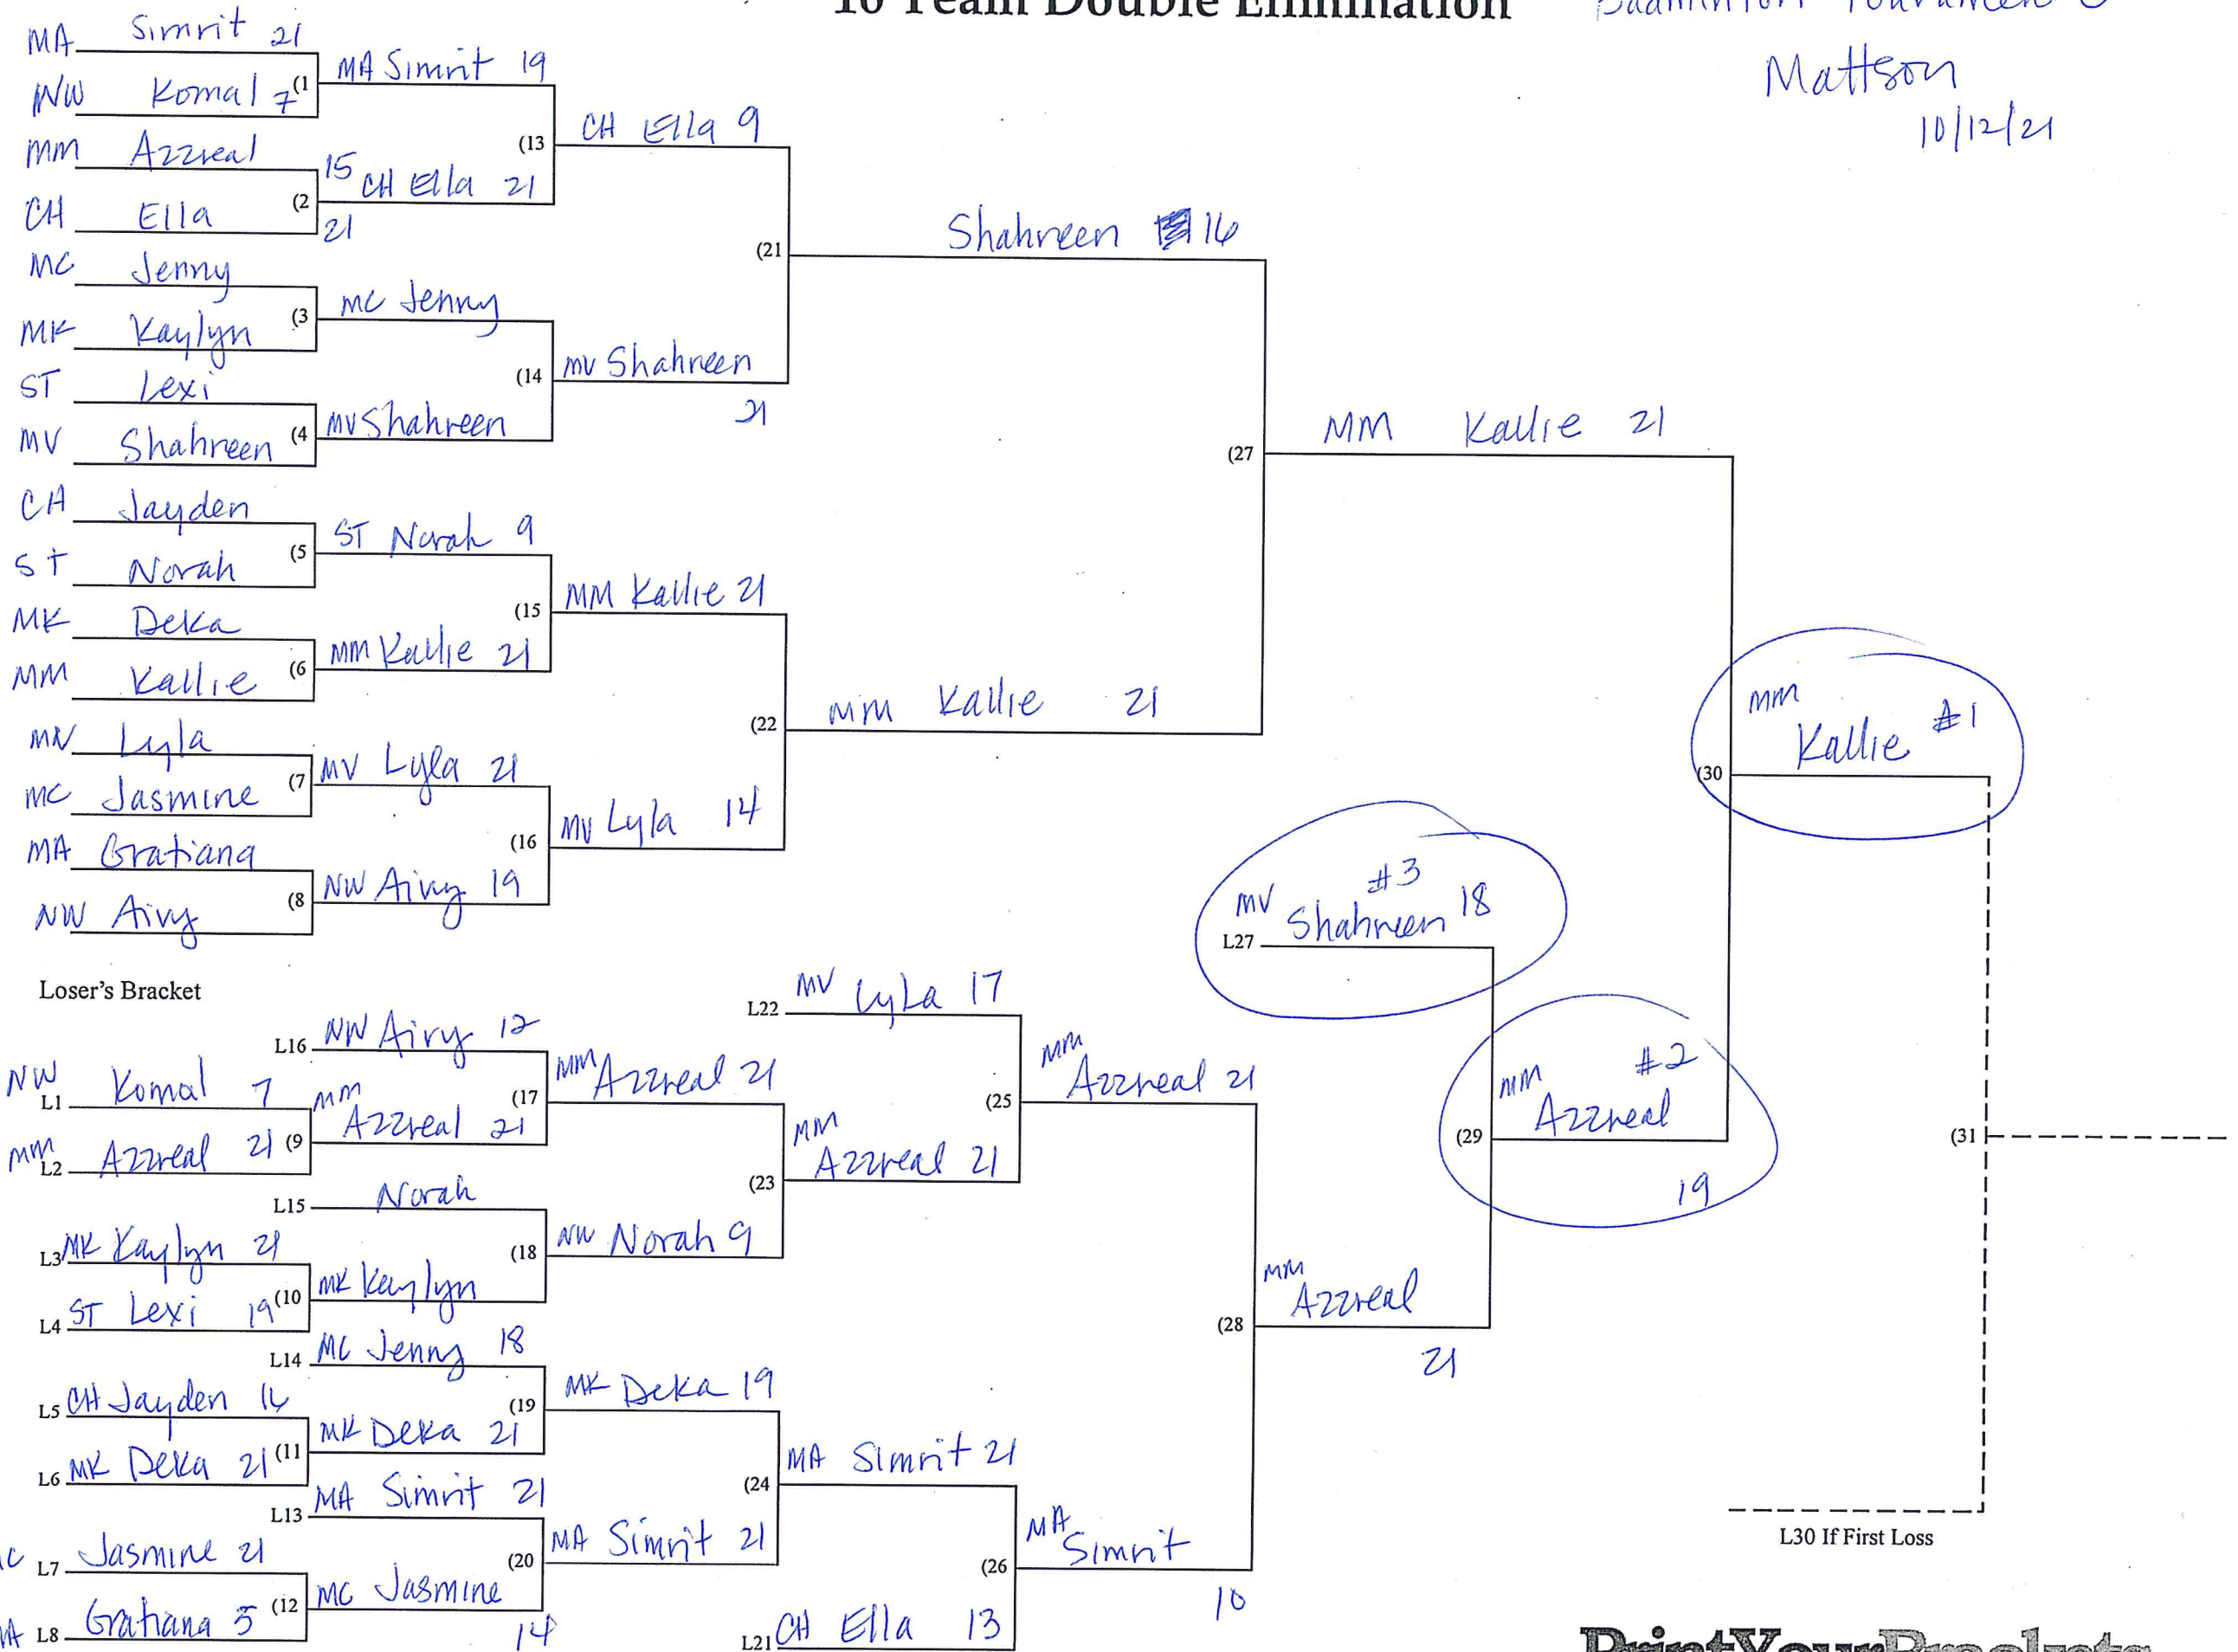 16 Team Double Elimination
Mattson
10/12/21
MA Simrit 21
NW Komal 7 (1
MM Azzreal 15
CH Ella (2 21
MC Jenny
MK Kaylyn (3
ST Lexi
MV Shahreen (4
CH Jayden
ST Norah (5
MK Deka
MM Kallie (6
MV Lyla
MC Jasmine (7
MA Gratiana
NW Airy (8
MA Simrit 19
CH Ella 21 (13
MC Jenny
MV Shahreen (14
ST Norah 9
MM Kallie 21 (15
MV Lyla 21
NW Airy 19 (16
CH Ella 9
MV Shahreen 21 (21
MM Kallie 21
MV Lyla 14 (22
Shahreen 16
MM Kallie 21 (27
MM Kallie 21
(30 MM Kallie #1
Loser's Bracket
L1 NW Komal 7
L2 MM Azzreal 21 (9
L3 MK Kaylyn 21
L4 ST Lexi 19 (10
L5 CH Jayden 16
L6 MK Deka 21 (11
L7 Jasmine 21
L8 Gratiana 5 (12
L16 NW Airy 12
MM Azzreal 21 (17
L15 Norah
MK Kaylyn (18
L14 MC Jenny 18
MK Deka 21 (19
L13 MA Simrit 21
MC Jasmine 14 (20
MM Azzreal 21
NW Norah 9 (23
MK Deka 19
MA Simrit 21 (24
L22 MV Lyla 17
MM Azzreal 21 (25
MA Simrit 21
L21 CH Ella 13 (26
MM Azzreal 21
MA Simrit 10 (28
L27 MV Shahreen 18 #3
MM Azzreal 21 (29
MM Azzreal #2 19
(31
L30 If First Loss
PrintYourBrackets